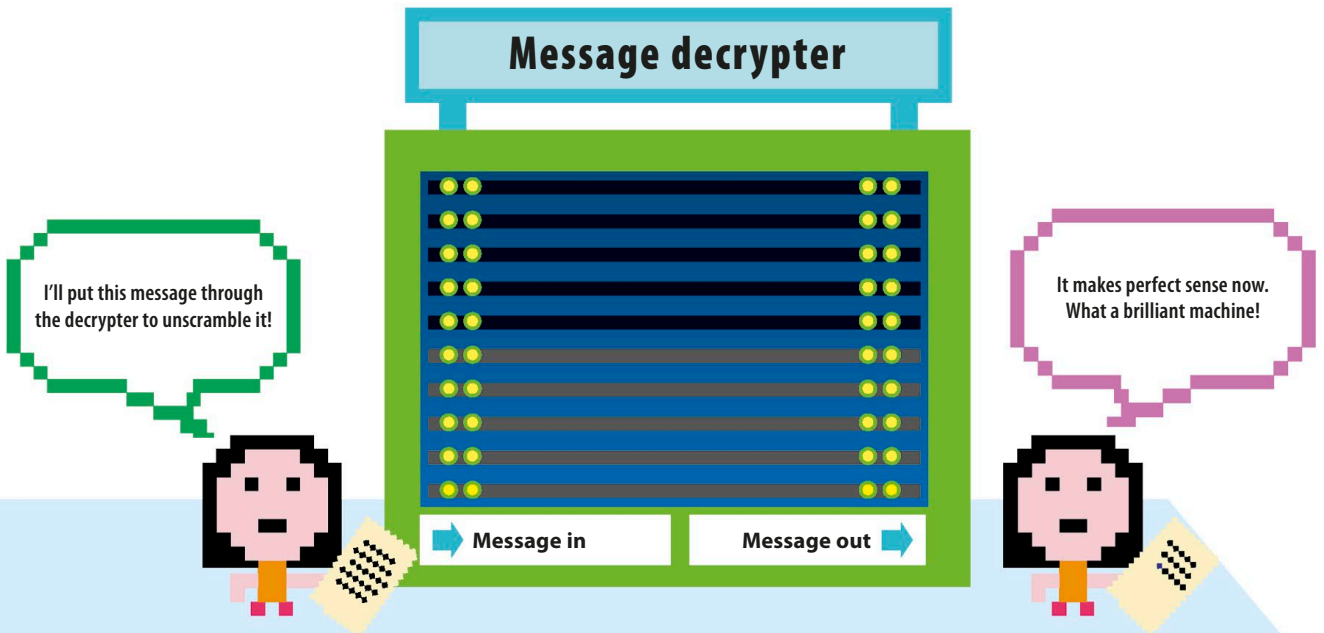 Message decrypter
I'll put this message through
the decrypter to unscramble it!
It makes perfect sense now.
What a brilliant machine!
Message in
Message out